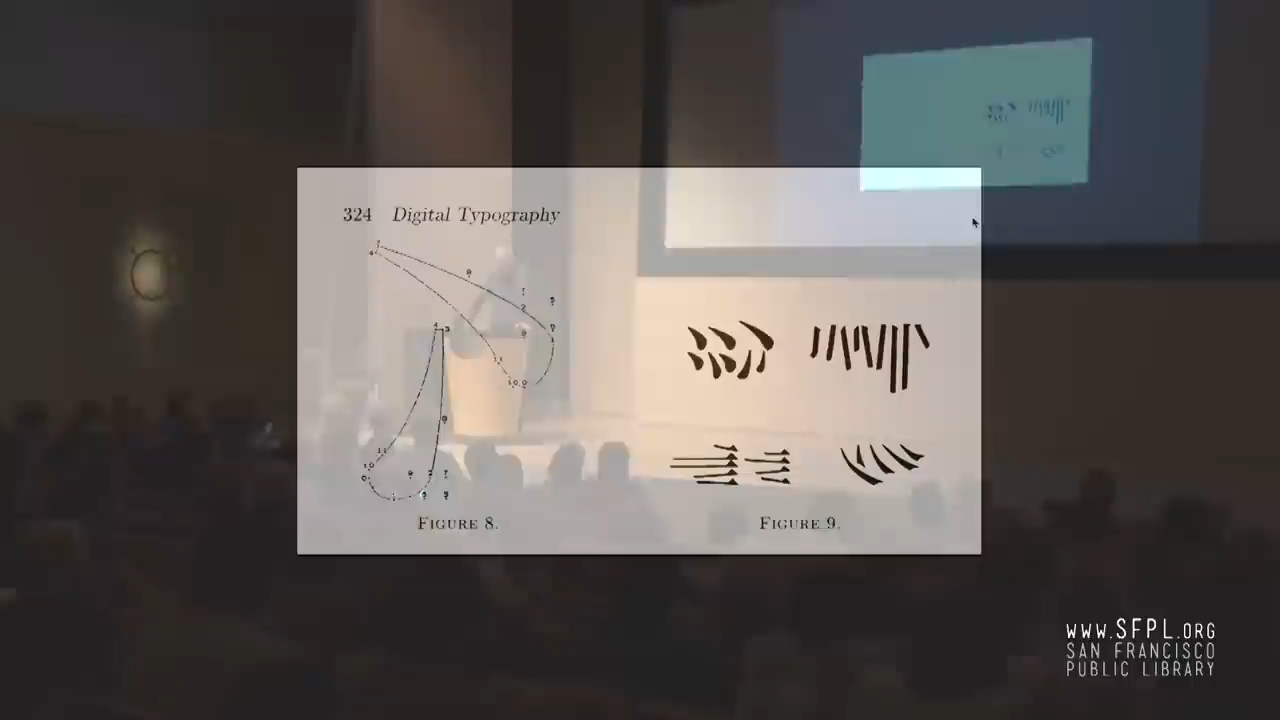 324 Digital Typography
FIGURE 8.
FIGURE 9.
www.SFPL.ORG
SAN FRANCISCO
PUBLIC LIBRARY